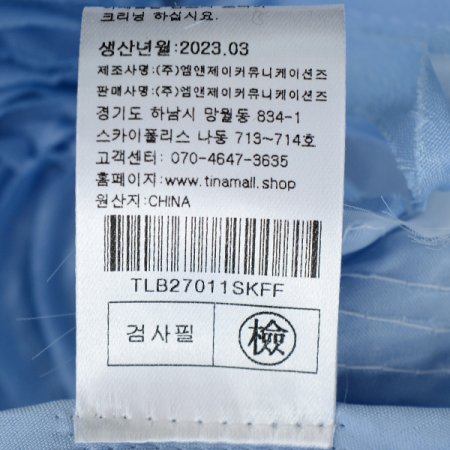 크리닝 하십시요.
생산년월:2023.03
제조사명:(주)엠앤제이커뮤니케이션즈
판매사명:(주)엠앤제이커뮤니케이션즈
경기도 하남시 망월동 834-1
스카이폴리스 나동 713~714호
고객센터: 070-4647-3635
홈페이지:www.tinamall.shop
원산지:CHINA
TLB27011SKFF
검사필 檢